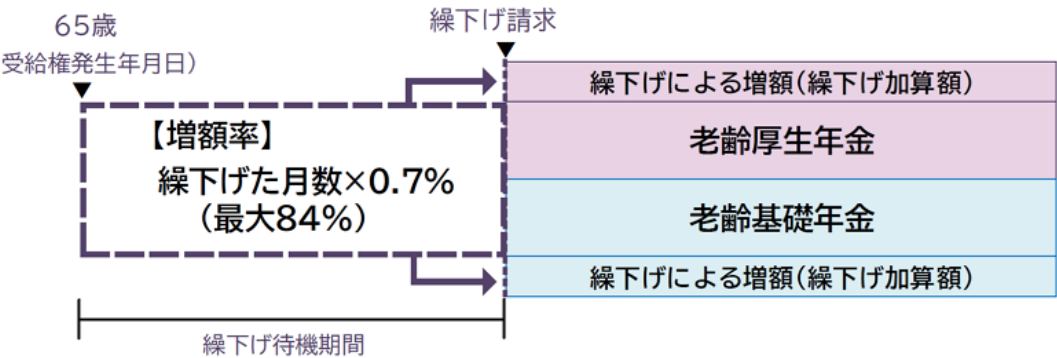 65歳
受給権発生年月日)
繰下げ請求
【増額率】
繰下げた月数×0.7%
(最大84%)
繰下げによる増額(繰下げ加算額)
老齢厚生年金
老齢基礎年金
繰下げによる増額(繰下げ加算額)
繰下げ待機期間